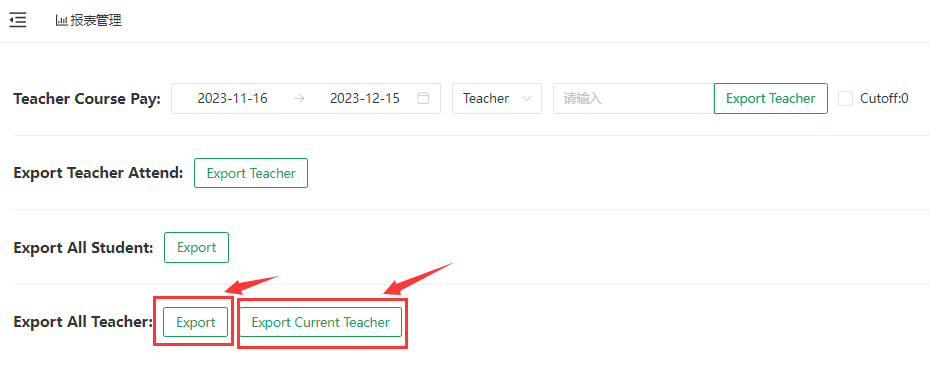 报表管理
Teacher Course Pay: 2023-11-16 → 2023-12-15 Teacher 请输入 Export Teacher Cutoff:0
Export Teacher Attend: Export Teacher
Export All Student: Export
Export All Teacher: Export Export Current Teacher